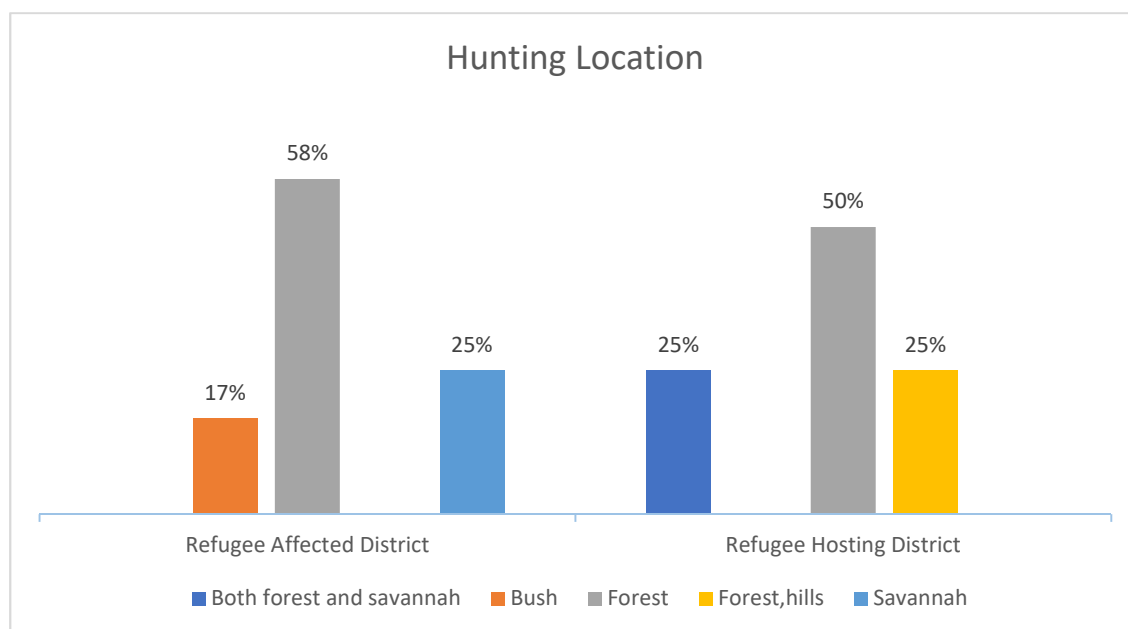 Hunting Location
58%
50%
25%
25%
25%
17%
Refugee Affected District
Refugee Hosting District
Both forest and savannah
Bush
Forest
Forest,hills
Savannah